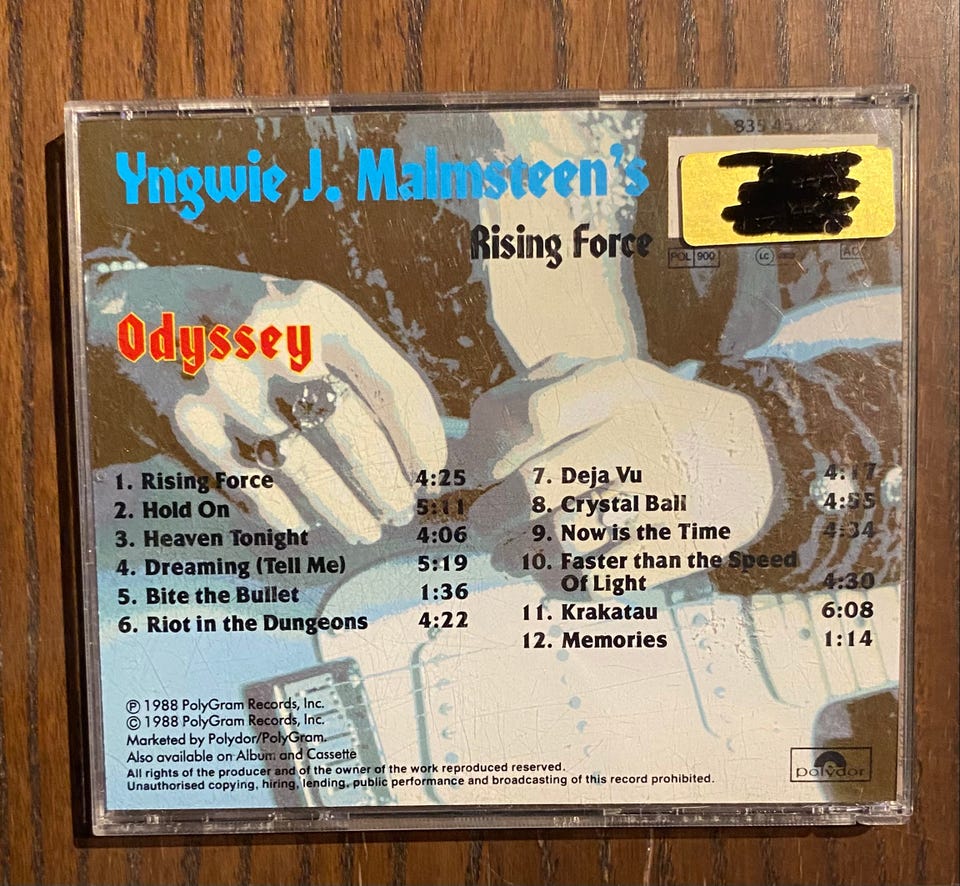 835 451
Yngwie J. Malmsteen's
Rising Force
POL 900
LC
Odyssey
1. Rising Force 4:25
2. Hold On 5:11
3. Heaven Tonight 4:06
4. Dreaming (Tell Me) 5:19
5. Bite the Bullet 1:36
6. Riot in the Dungeons 4:22
7. Deja Vu 4:17
8. Crystal Ball 4:55
9. Now is the Time 4:34
10. Faster than the Speed
Of Light 4:30
11. Krakatau 6:08
12. Memories 1:14
℗ 1988 PolyGram Records, Inc.
© 1988 PolyGram Records, Inc.
Marketed by Polydor/PolyGram.
Also available on Album and Cassette
All rights of the producer and of the owner of the work reproduced reserved.
Unauthorised copying, hiring, lending, public performance and broadcasting of this record prohibited.
polydor